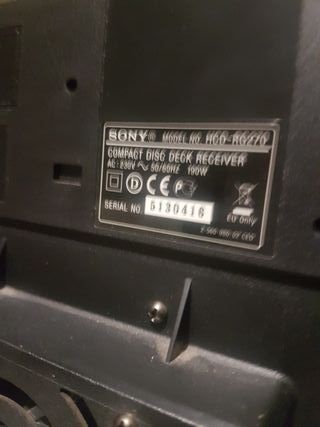 SONY® MODEL NO. HCD-RG270
COMPACT DISC DECK RECEIVER
AC: 230V ~ 50/60HZ 190W
D CE
SERIAL NO. 5130416
EU Only